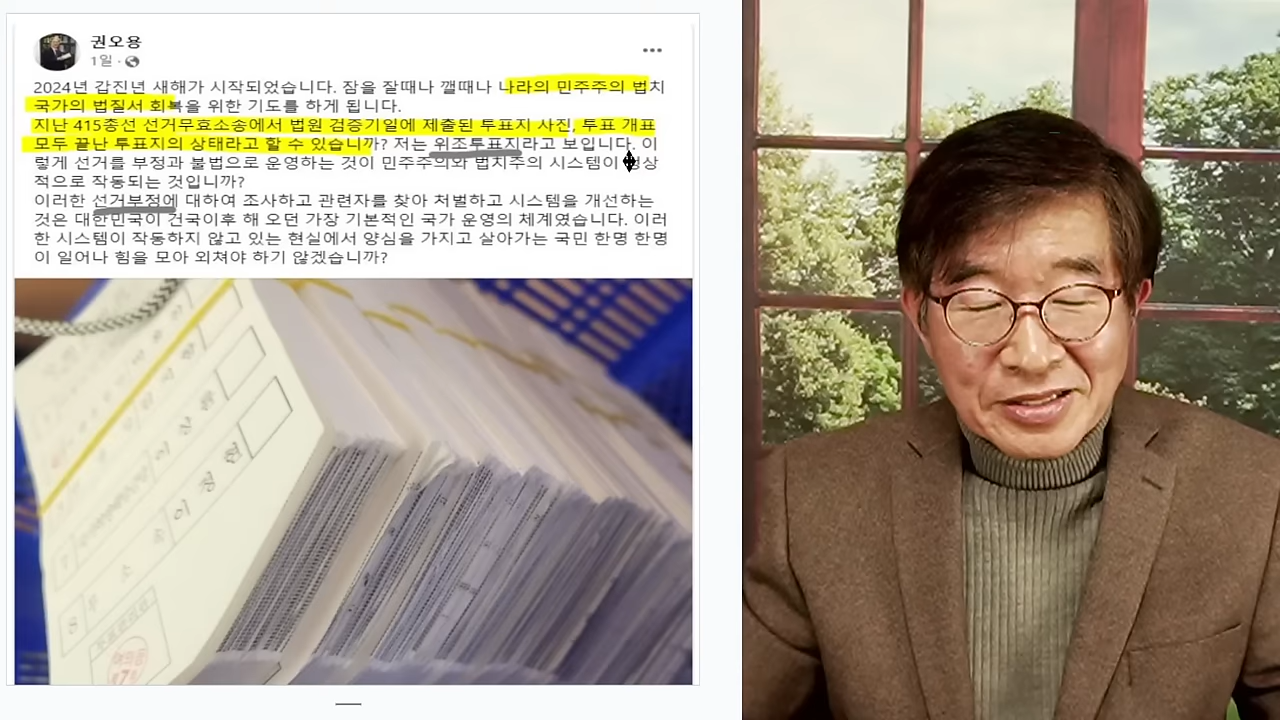 권오용
1일 ·
2024년 갑진년 새해가 시작되었습니다. 잠을 잘때나 깰때나 나라의 민주주의 법치
국가의 법질서 회복을 위한 기도를 하게 됩니다.
지난 415총선 선거무효소송에서 법원 검증기일에 제출된 투표지 사진, 투표 개표
모두 끝난 투표지의 상태라고 할 수 있습니까? 저는 위조투표지라고 보입니다. 이
렇게 선거를 부정과 불법으로 운영하는 것이 민주주의와 법치주의 시스템이 정상
적으로 작동되는 것입니까?
이러한 선거부정에 대하여 조사하고 관련자를 찾아 처벌하고 시스템을 개선하는
것은 대한민국이 건국이후 해 오던 가장 기본적인 국가 운영의 체계였습니다. 이러
한 시스템이 작동하지 않고 있는 현실에서 양심을 가지고 살아가는 국민 한명 한명
이 일어나 힘을 모아 외쳐야 하기 않겠습니까?
이정현
7
소
8